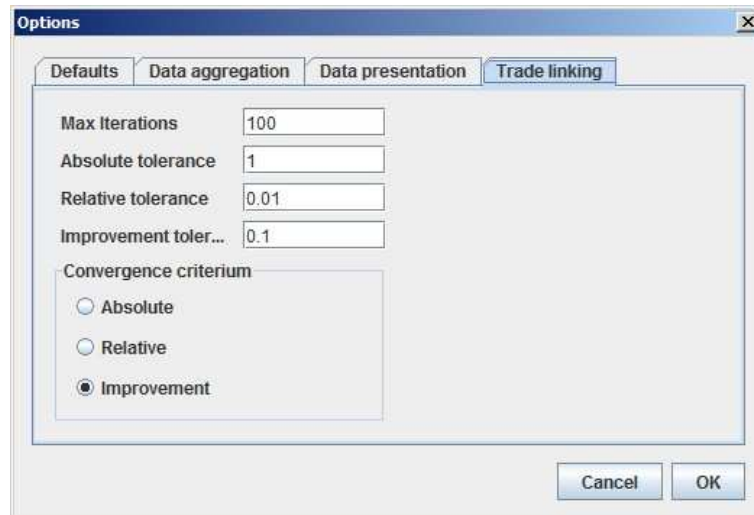 Options
Defaults Data aggregation Data presentation Trade linking
Max Iterations 100
Absolute tolerance 1
Relative tolerance 0.01
Improvement toler... 0.1
Convergence criterium
Absolute
Relative
Improvement
Cancel OK